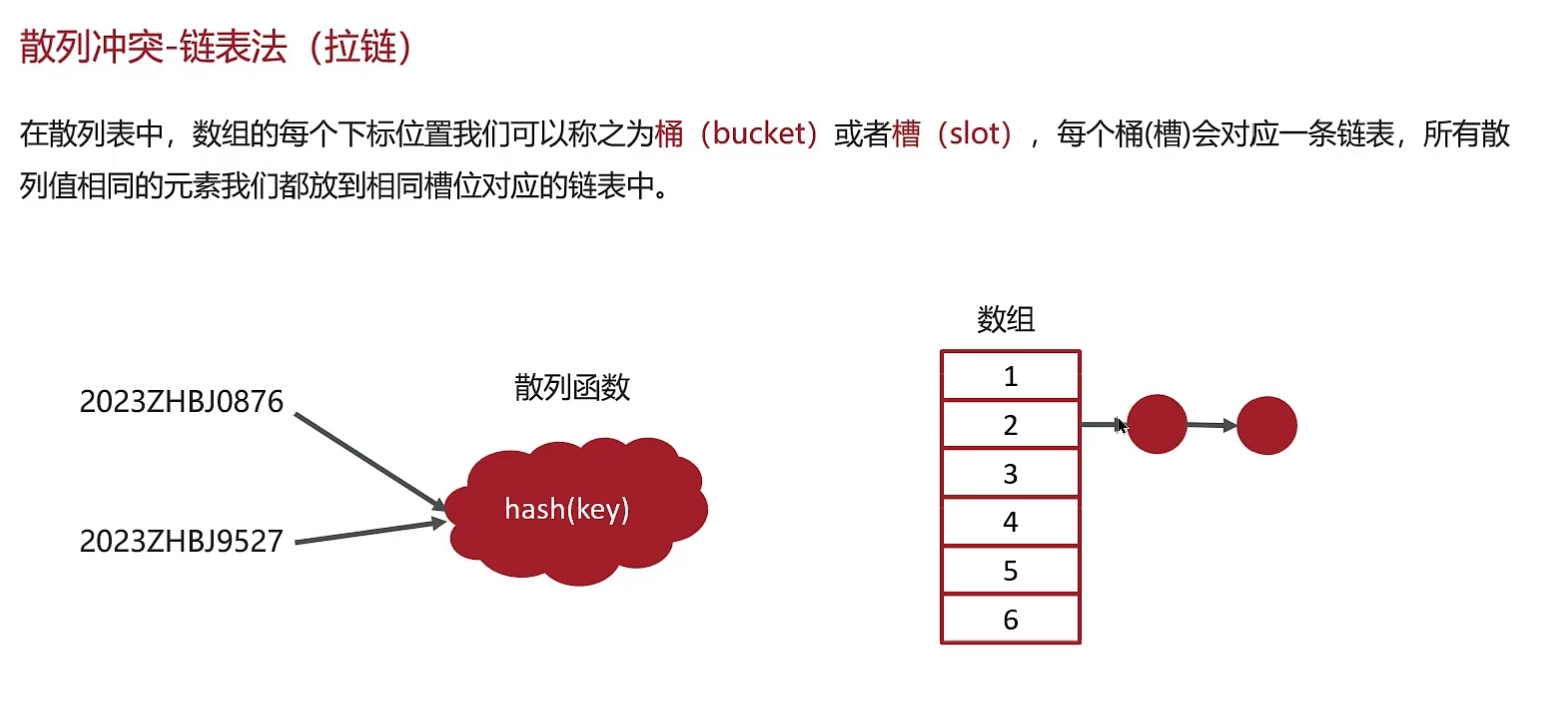 散列冲突-链表法（拉链）
在散列表中，数组的每个下标位置我们可以称之为桶（bucket）或者槽（slot），每个桶(槽)会对应一条链表，所有散
列值相同的元素我们都放到相同槽位对应的链表中。
2023ZHBJ0876
2023ZHBJ9527
散列函数
hash(key)
数组
1
2
3
4
5
6